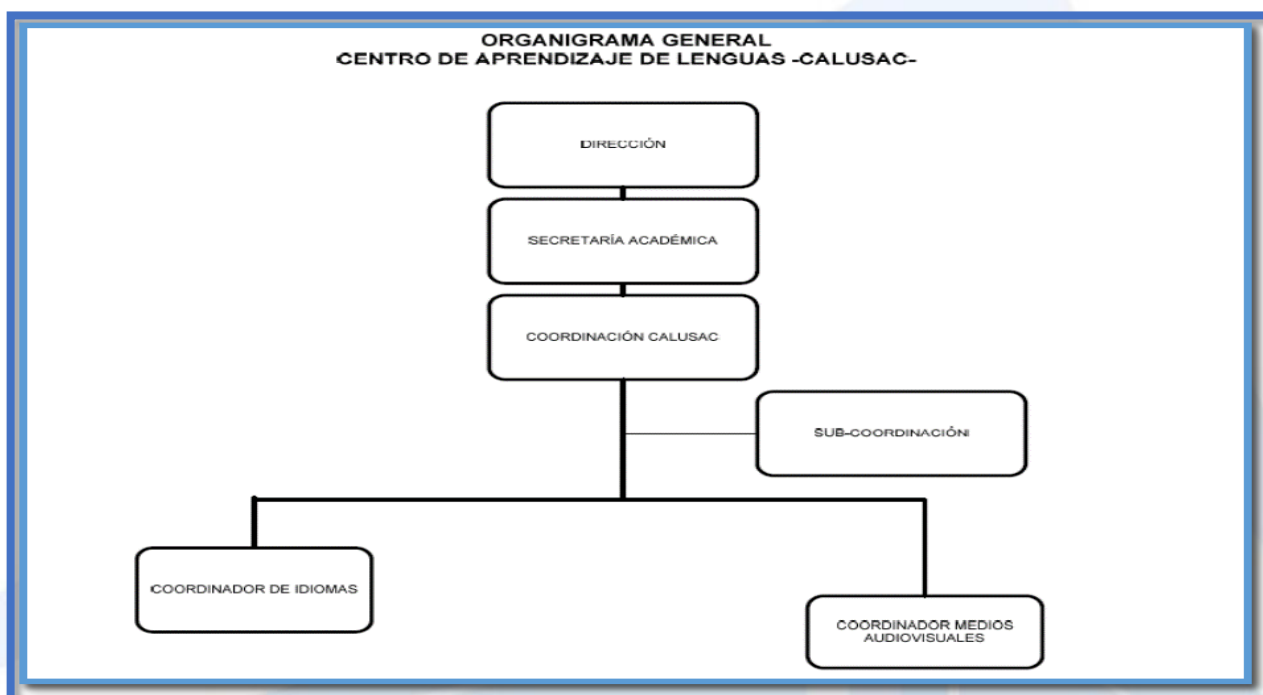 ORGANIGRAMA GENERAL
CENTRO DE APRENDIZAJE DE LENGUAS -CALUSAC-
DIRECCIÓN
SECRETARÍA ACADÉMICA
COORDINACIÓN CALUSAC
SUB-COORDINACIÓN
COORDINADOR DE IDIOMAS
COORDINADOR MEDIOS
AUDIOVISUALES